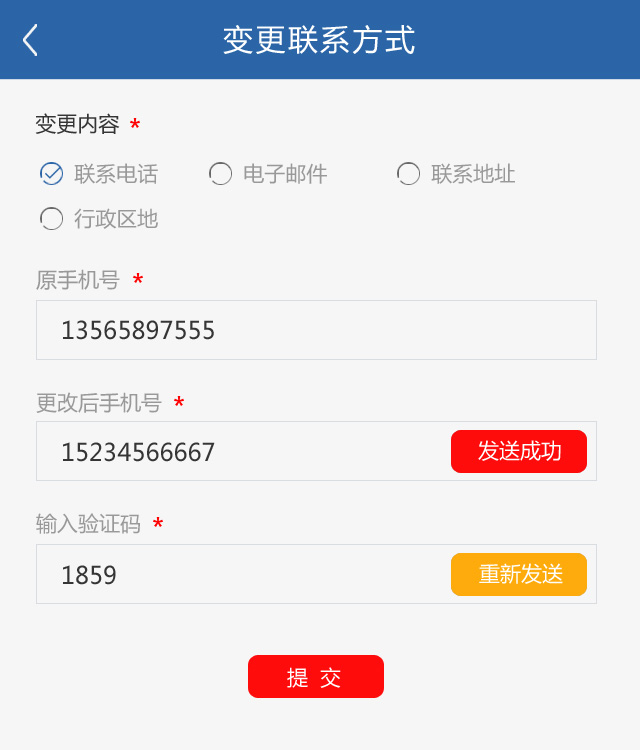 变更联系方式
变更内容 *
联系电话 电子邮件 联系地址
行政区地
原手机号 *
13565897555
更改后手机号 *
15234566667 发送成功
输入验证码 *
1859 重新发送
提 交